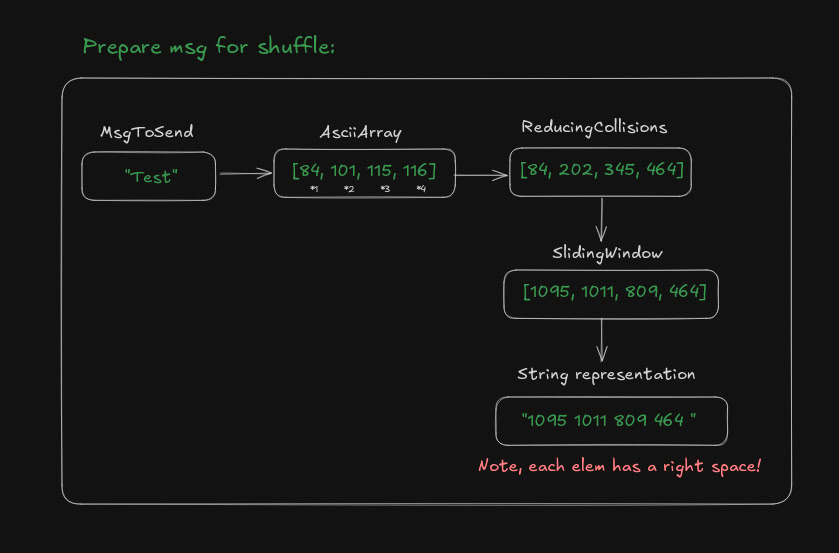 Prepare msg for shuffle:
MsgToSend
"Test"
AsciiArray
[84, 101, 115, 116]
*1 *2 *3 *4
ReducingCollisions
[84, 202, 345, 464]
SlidingWindow
[1095, 1011, 809, 464]
String representation
"1095 1011 809 464 "
Note, each elem has a right space!